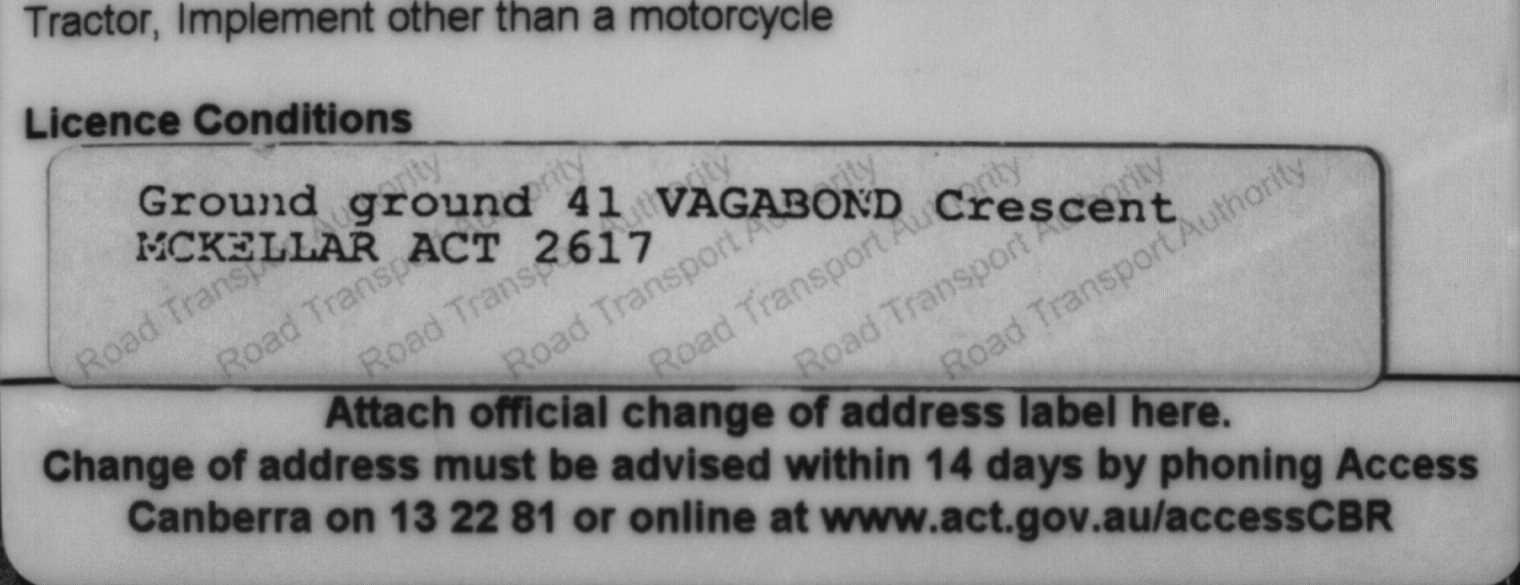 Tractor, Implement other than a motorcycle
Licence Conditions
Ground ground 41 VAGABOND Crescent
MCKELLAR ACT 2617
Road Transport Authority Road Transport Authority Road Transport Authority Road Transport Authority Road Transport Authority Road Transport Authority Road Transport Authority
Attach official change of address label here.
Change of address must be advised within 14 days by phoning Access
Canberra on 13 22 81 or online at www.act.gov.au/accessCBR